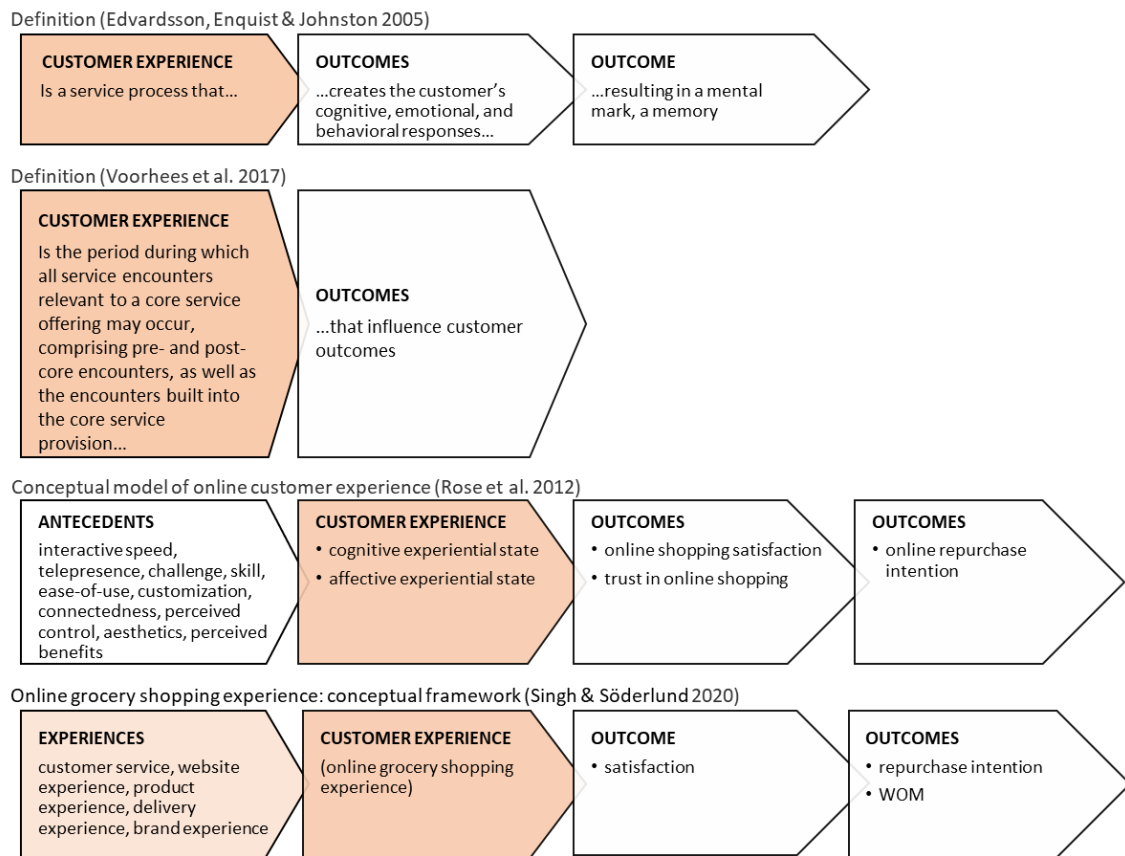 Definition (Edvardsson, Enquist & Johnston 2005)
CUSTOMER EXPERIENCE
Is a service process that...
OUTCOMES
...creates the customer's
cognitive, emotional, and
behavioral responses...
OUTCOME
...resulting in a mental
mark, a memory
Definition (Voorhees et al. 2017)
CUSTOMER EXPERIENCE
Is the period during which
all service encounters
relevant to a core service
offering may occur,
comprising pre- and post-
core encounters, as well as
the encounters built into
the core service
provision...
OUTCOMES
...that influence customer
outcomes
Conceptual model of online customer experience (Rose et al. 2012)
ANTECEDENTS
interactive speed,
telepresence, challenge, skill,
ease-of-use, customization,
connectedness, perceived
control, aesthetics, perceived
benefits
CUSTOMER EXPERIENCE
• cognitive experiential state
• affective experiential state
OUTCOMES
• online shopping satisfaction
• trust in online shopping
OUTCOMES
• online repurchase
intention
Online grocery shopping experience: conceptual framework (Singh & Söderlund 2020)
EXPERIENCES
customer service, website
experience, product
experience, delivery
experience, brand experience
CUSTOMER EXPERIENCE
(online grocery shopping
experience)
OUTCOME
• satisfaction
OUTCOMES
• repurchase intention
• WOM